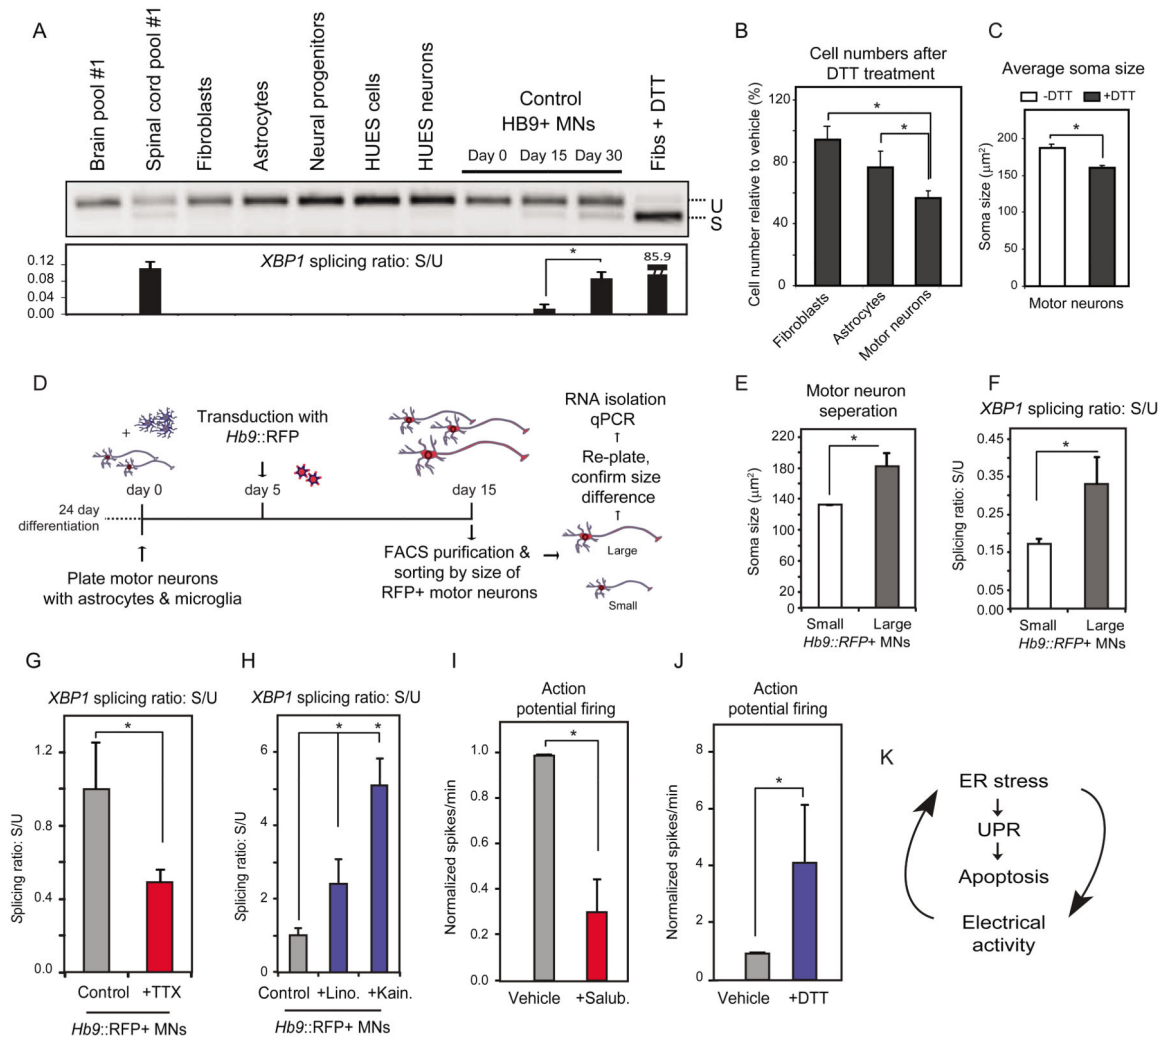 A
Brain pool #1
Spinal cord pool #1
Fibroblasts
Astrocytes
Neural progenitors
HUES cells
HUES neurons
Control
HB9+ MNs
Day 0 Day 15 Day 30
Fibs + DTT
U
S
XBP1 splicing ratio: S/U
0.12
0.08
0.04
0.00
*
85.9
B
Cell numbers after
DTT treatment
Cell number relative to vehicle (%)
120
80
60
40
0
*
*
Fibroblasts
Astrocytes
Motor neurons
C
Average soma size
-DTT +DTT
Soma size (μm²)
200
150
100
50
0
*
Motor neurons
D
+
Transduction with
Hb9::RFP
day 0 day 5 day 15
24 day
differentiation
Plate motor neurons
with astrocytes & microglia
FACS purification &
sorting by size of
RFP+ motor neurons
RNA isolation
qPCR
Re-plate,
confirm size
difference
Large
Small
E
Motor neuron
seperation
Soma size (μm²)
220
180
140
100
60
20
0
*
Small Large
Hb9::RFP+ MNs
F
XBP1 splicing ratio: S/U
Splicing ratio: S/U
0.45
0.35
0.25
0.15
0.05
0.00
*
Small Large
Hb9::RFP+ MNs
G
XBP1 splicing ratio: S/U
Splicing ratio: S/U
1.2
0.8
0.4
0.0
*
Control +TTX
Hb9::RFP+ MNs
H
XBP1 splicing ratio: S/U
Splicing ratio: S/U
6
4
2
0
* *
Control +Lino. +Kain.
Hb9::RFP+ MNs
I
Action
potential firing
Normalized spikes/min
1.0
0.8
0.6
0.4
0.2
0.0
*
Vehicle +Salub.
J
Action
potential firing
Normalized spikes/min
8
6
4
2
0
*
Vehicle +DTT
K
ER stress
UPR
Apoptosis
Electrical
activity